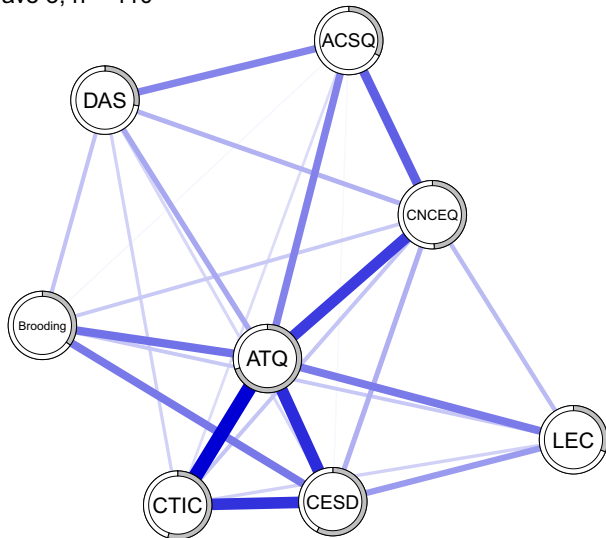 ACSQ
DAS
CNCEQ
Brooding
ATQ
LEC
CTIC
CESD